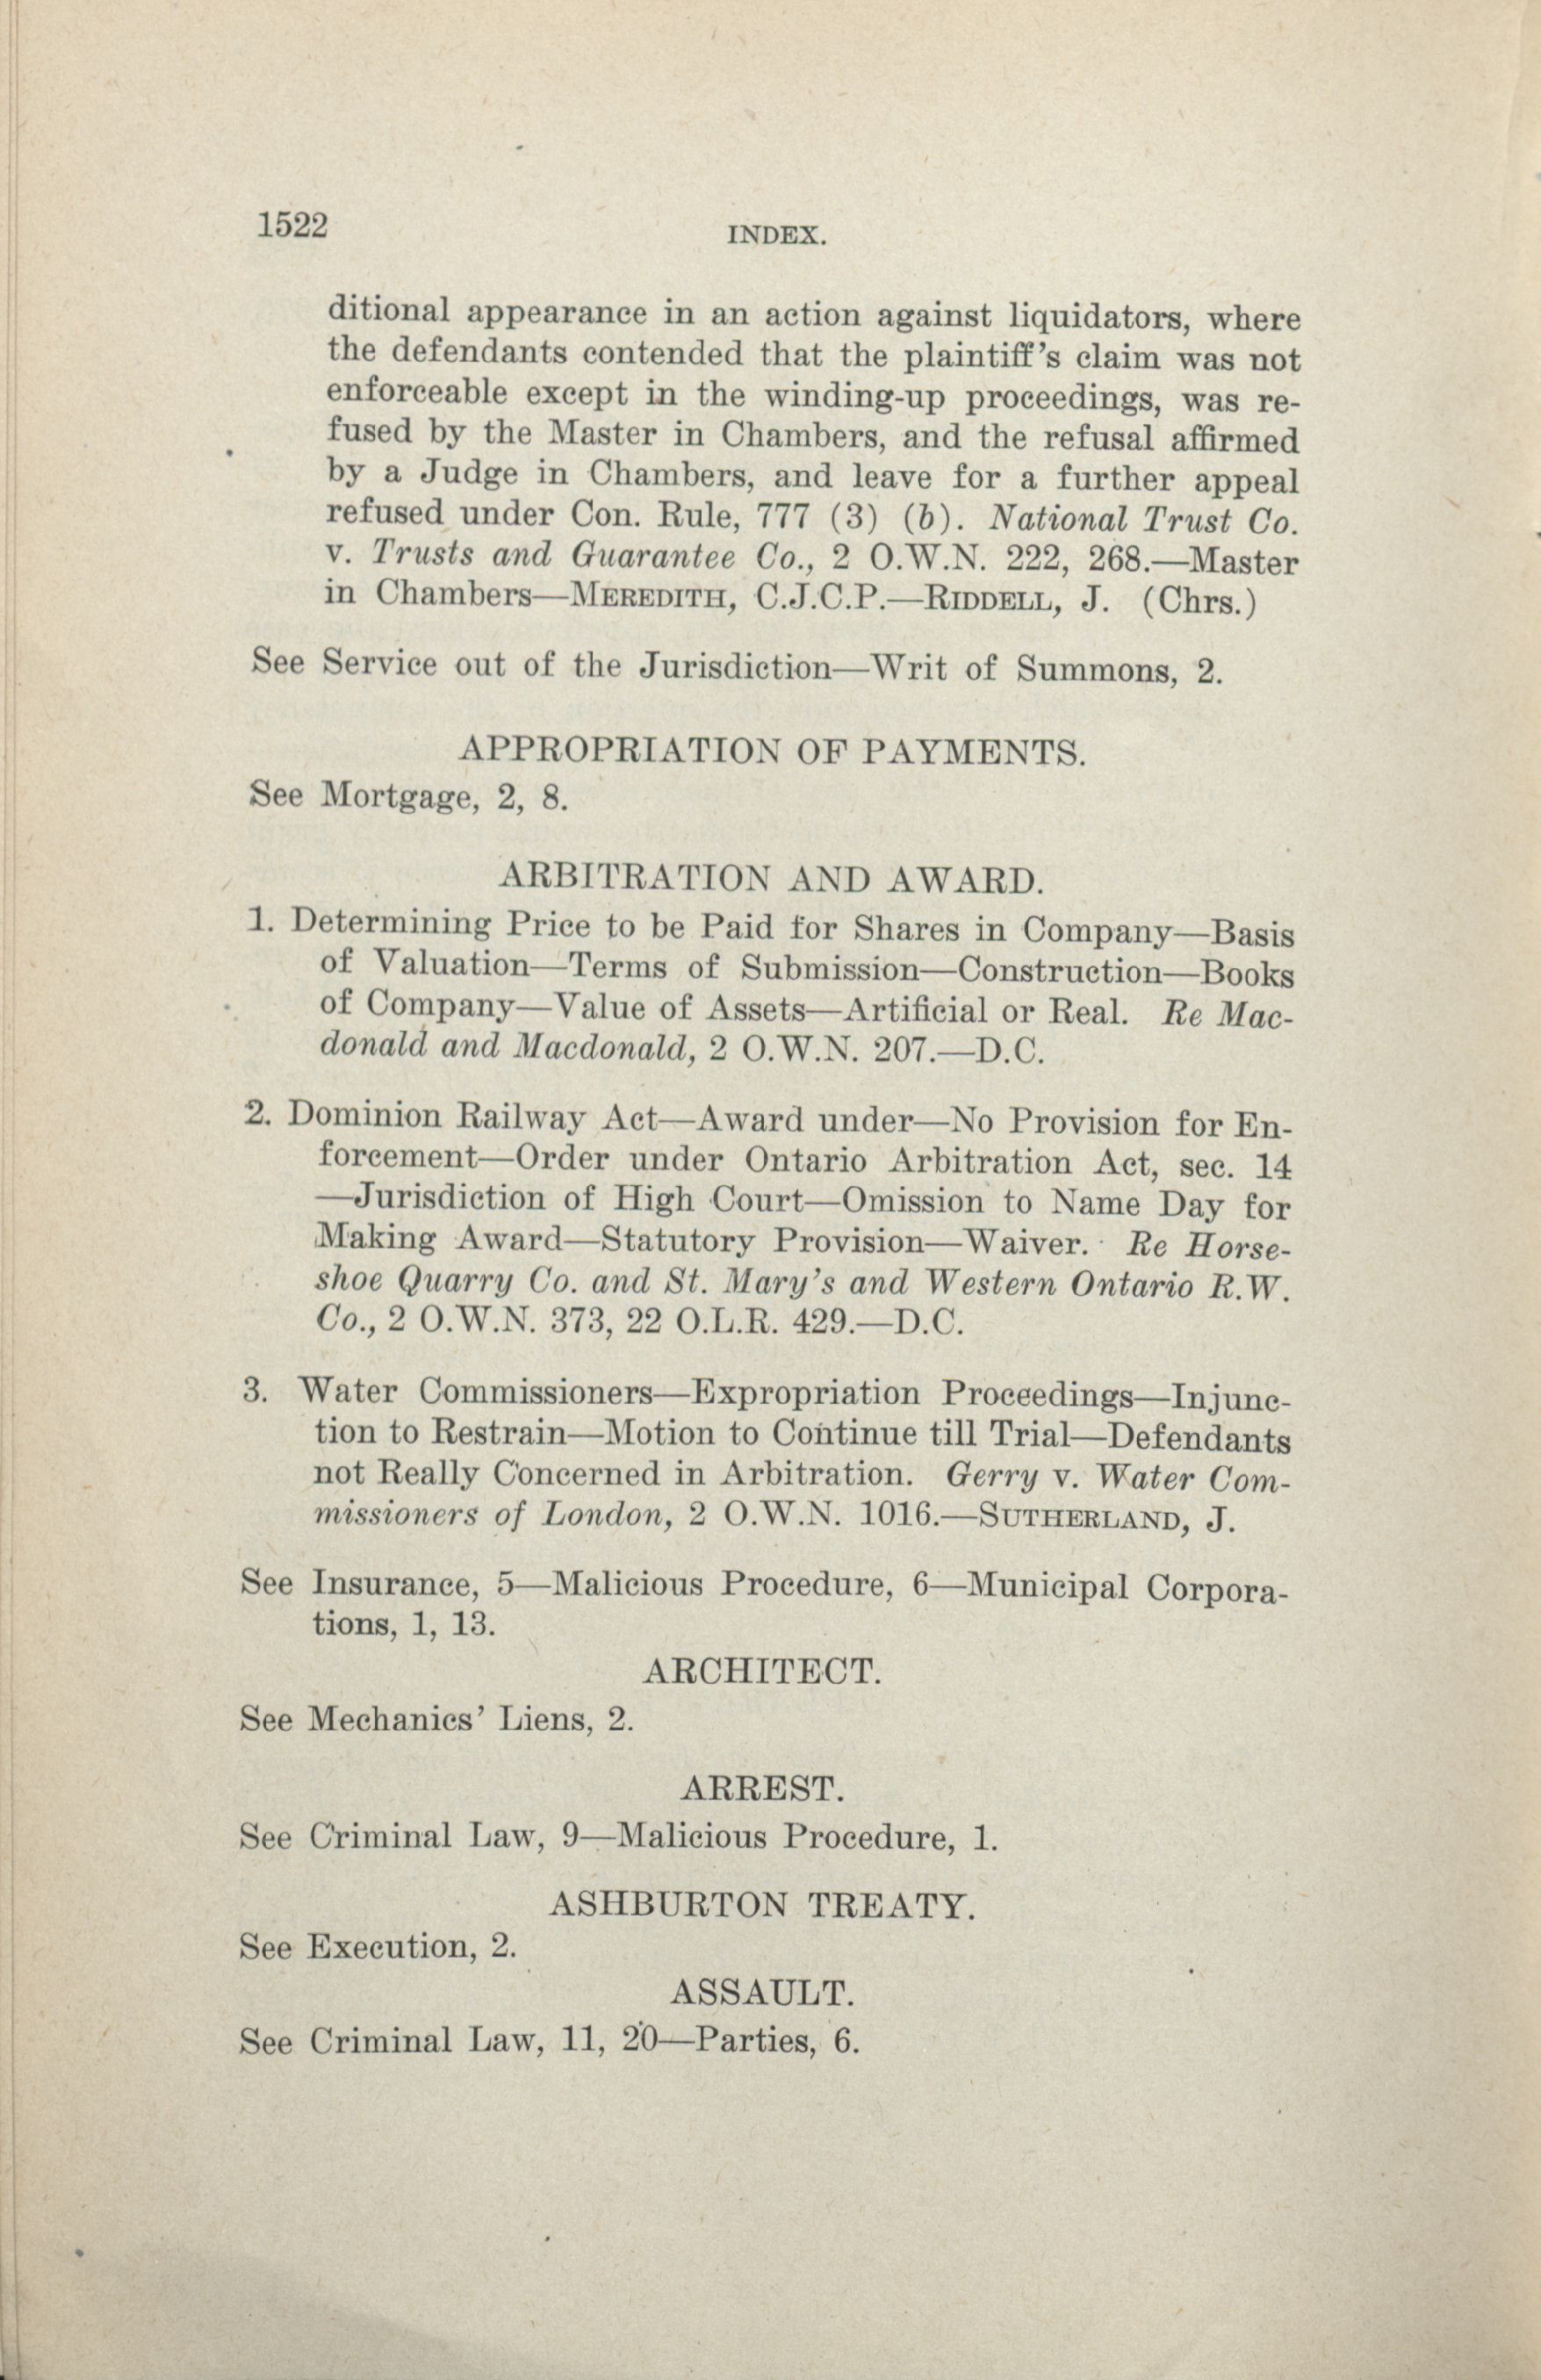 1522
INDEX.
ditional appearance in an action against liquidators, where
the defendants contended that the plaintiff's claim was not
enforceable except in the winding-up proceedings, was re-
fused by the Master in Chambers, and the refusal affirmed
by a Judge in Chambers, and leave for a further appeal
refused under Con. Rule, 777 (3) (b). National Trust Co.
v. Trusts and Guarantee Co., 2 O.W.N. 222, 268.—Master
in Chambers—MEREDITH, C.J.C.P.—RIDDELL, J. (Chrs.)
See Service out of the Jurisdiction—Writ of Summons, 2.
APPROPRIATION OF PAYMENTS.
See Mortgage, 2, 8.
ARBITRATION AND AWARD.
1. Determining Price to be Paid for Shares in Company—Basis
of Valuation—Terms of Submission—Construction—Books
of Company—Value of Assets—Artificial or Real. Re Mac-
donald and Macdonald, 2 O.W.N. 207.—D.C.
2. Dominion Railway Act—Award under—No Provision for En-
forcement—Order under Ontario Arbitration Act, sec. 14
—Jurisdiction of High Court—Omission to Name Day for
Making Award—Statutory Provision—Waiver. Re Horse-
shoe Quarry Co. and St. Mary's and Western Ontario R.W.
Co., 2 O.W.N. 373, 22 O.L.R. 429.—D.C.
3. Water Commissioners—Expropriation Proceedings—Injunc-
tion to Restrain—Motion to Continue till Trial—Defendants
not Really Concerned in Arbitration. Gerry v. Water Com-
missioners of London, 2 O.W.N. 1016.—SUTHERLAND, J.
See Insurance, 5—Malicious Procedure, 6—Municipal Corpora-
tions, 1, 13.
ARCHITECT.
See Mechanics' Liens, 2.
ARREST.
See Criminal Law, 9—Malicious Procedure, 1.
ASHBURTON TREATY.
See Execution, 2.
ASSAULT.
See Criminal Law, 11, 20—Parties, 6.